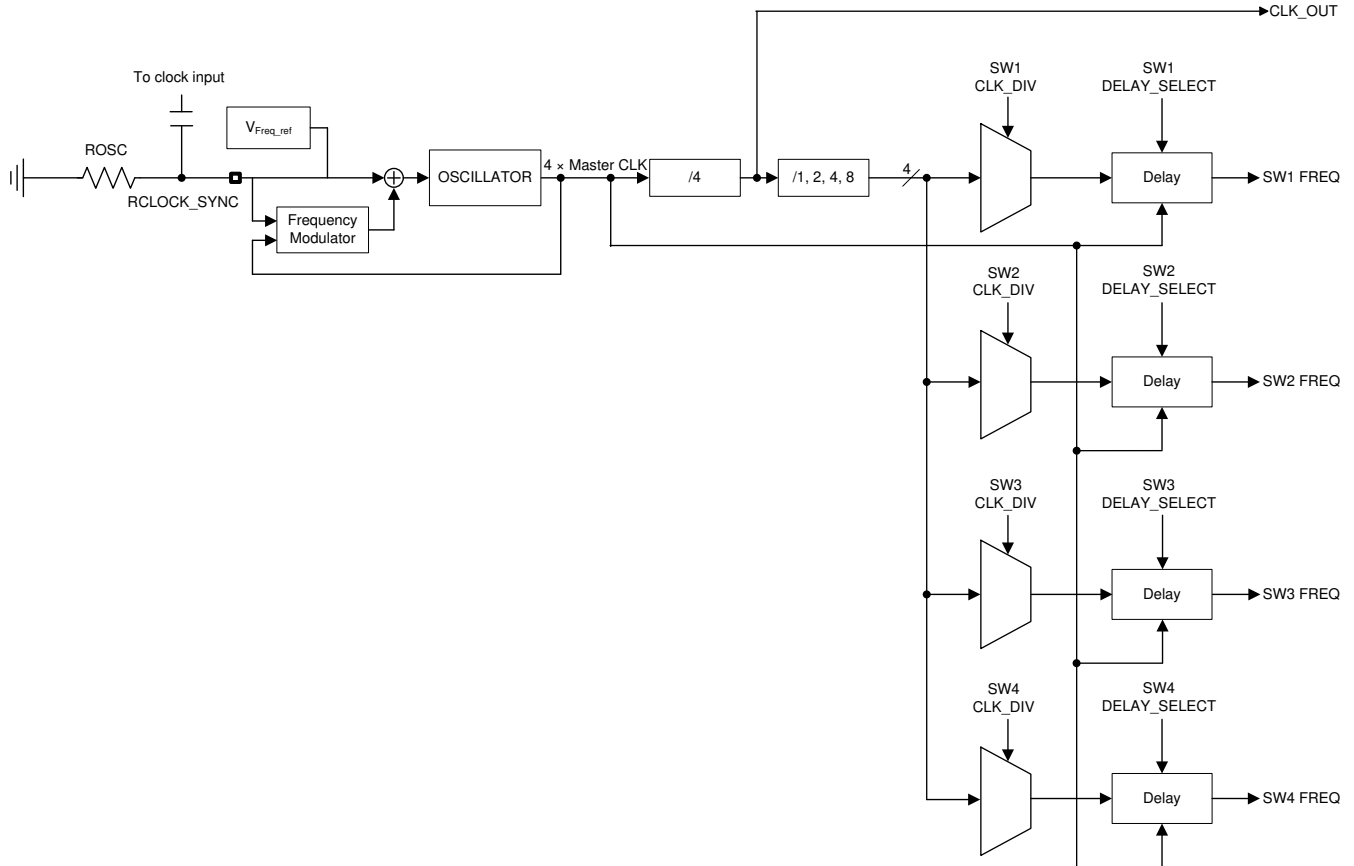 CLK_OUT
To clock input
SW1
CLK_DIV
SW1
DELAY_SELECT
VFreq_ref
ROSC
RCLOCK_SYNC
OSCILLATOR
4 × Master CLK
/4
/1, 2, 4, 8
4
Delay
SW1 FREQ
Frequency
Modulator
SW2
CLK_DIV
SW2
DELAY_SELECT
Delay
SW2 FREQ
SW3
CLK_DIV
SW3
DELAY_SELECT
Delay
SW3 FREQ
SW4
CLK_DIV
SW4
DELAY_SELECT
Delay
SW4 FREQ